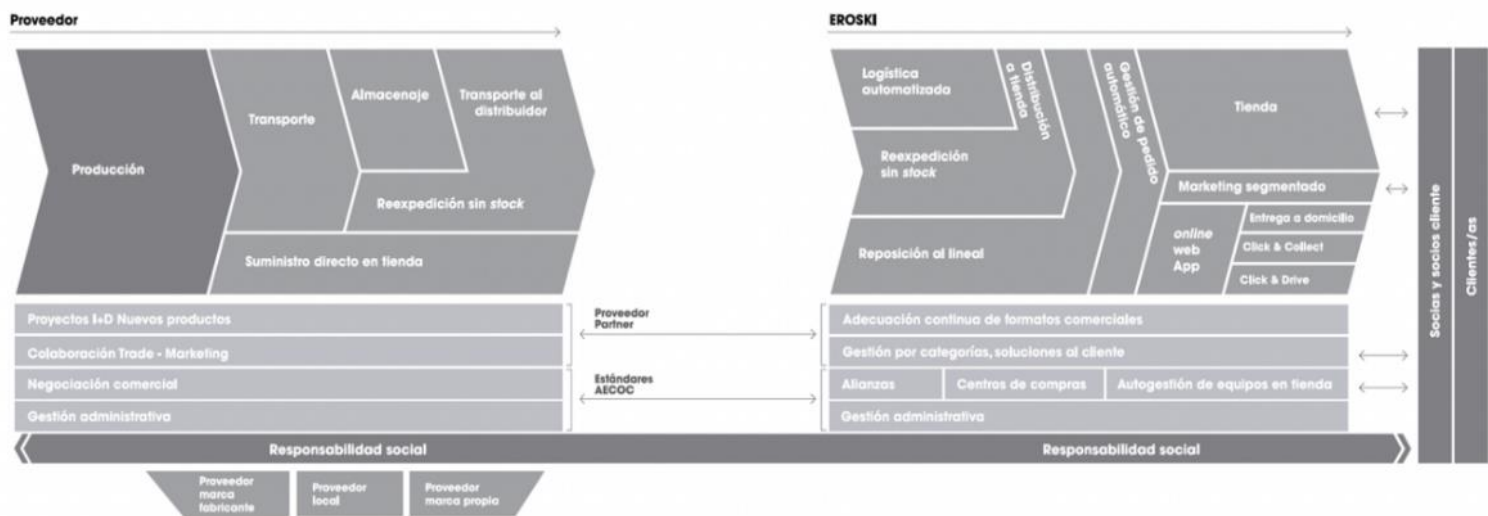 Proveedor
Producción
Transporte
Almacenaje
Transporte al
distribuidor
Reexpedición sin stock
Suministro directo en tienda
Proyectos I+D Nuevos productos
Colaboración Trade - Marketing
Negociación comercial
Gestión administrativa
Proveedor
Partner
Estándares
AECOC
EROSKI
Logística
automatizada
Distribución
a tienda
Gestión de pedido
automático
Tienda
Reexpedición
sin stock
Reposición al lineal
Marketing segmentado
online
web
App
Entrega a domicilio
Click & Collect
Click & Drive
Adecuación continua de formatos comerciales
Gestión por categorías, soluciones al cliente
Alianzas
Centros de compras
Autogestión de equipos en tienda
Gestión administrativa
Socias y socios cliente
Clientes/as
Responsabilidad social
Responsabilidad social
Proveedor
marca
fabricante
Proveedor
local
Proveedor
marca propia